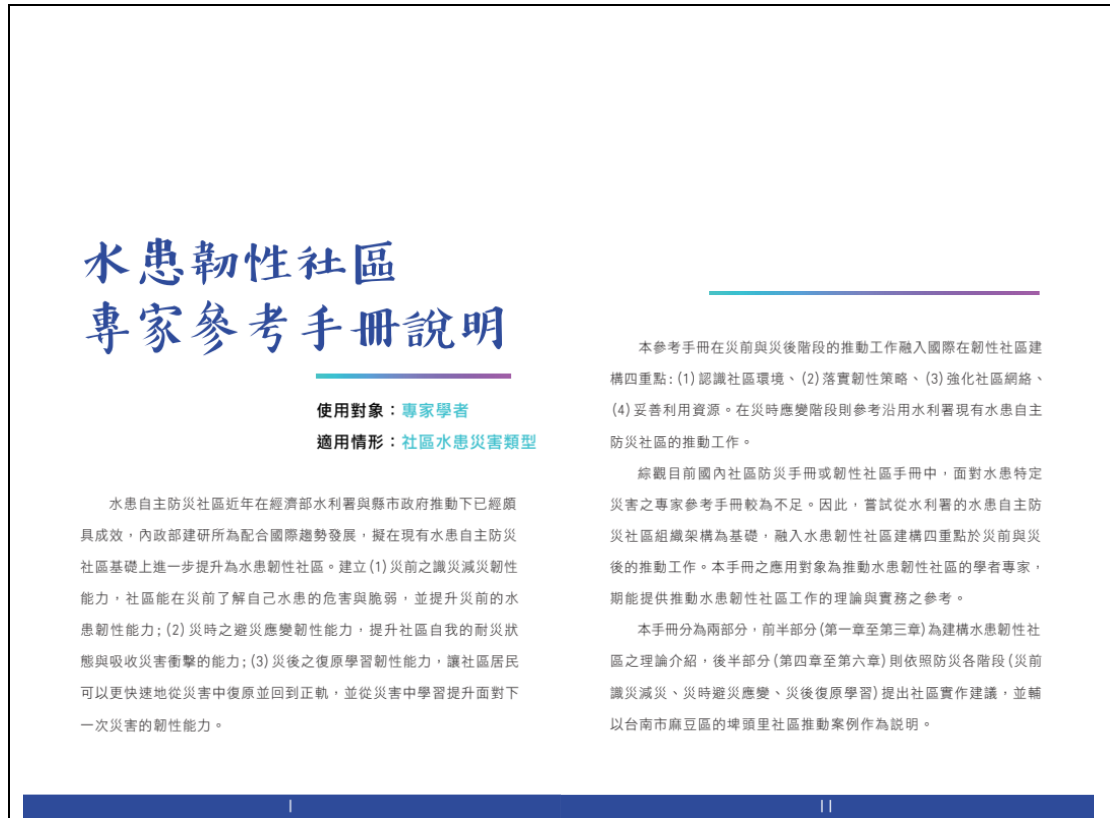 水患韌性社區
專家參考手冊說明
使用對象：專家學者
適用情形：社區水患災害類型
水患自主防災社區近年在經濟部水利署與縣市政府推動下已經頗
具成效，內政部建研所為配合國際趨勢發展，擬在現有水患自主防災
社區基礎上進一步提升為水患韌性社區。建立(1)災前之識災減災韌性
能力，社區能在災前了解自己水患的危害與脆弱，並提升災前的水
患韌性能力;(2)災時之避災應變韌性能力，提升社區自我的耐災狀
態與吸收災害衝擊的能力;(3)災後之復原學習韌性能力，讓社區居民
可以更快速地從災害中復原並回到正軌，並從災害中學習提升面對下
一次災害的韌性能力。
I
本參考手冊在災前與災後階段的推動工作融入國際在韌性社區建
構四重點:(1)認識社區環境、(2)落實韌性策略、(3)強化社區網絡、
(4)妥善利用資源。在災時應變階段則參考沿用水利署現有水患自主
防災社區的推動工作。
綜觀目前國內社區防災手冊或韌性社區手冊中，面對水患特定
災害之專家參考手冊較為不足。因此，嘗試從水利署的水患自主防
災社區組織架構為基礎，融入水患韌性社區建構四重點於災前與災
後的推動工作。本手冊之應用對象為推動水患韌性社區的學者專家，
期能提供推動水患韌性社區工作的理論與實務之參考。
本手冊分為兩部分，前半部分(第一章至第三章)為建構水患韌性社
區之理論介紹，後半部分(第四章至第六章)則依照防災各階段(災前
識災減災、災時避災應變、災後復原學習)提出社區實作建議，並輔
以台南市麻豆區的埤頭里社區推動案例作為説明。
II